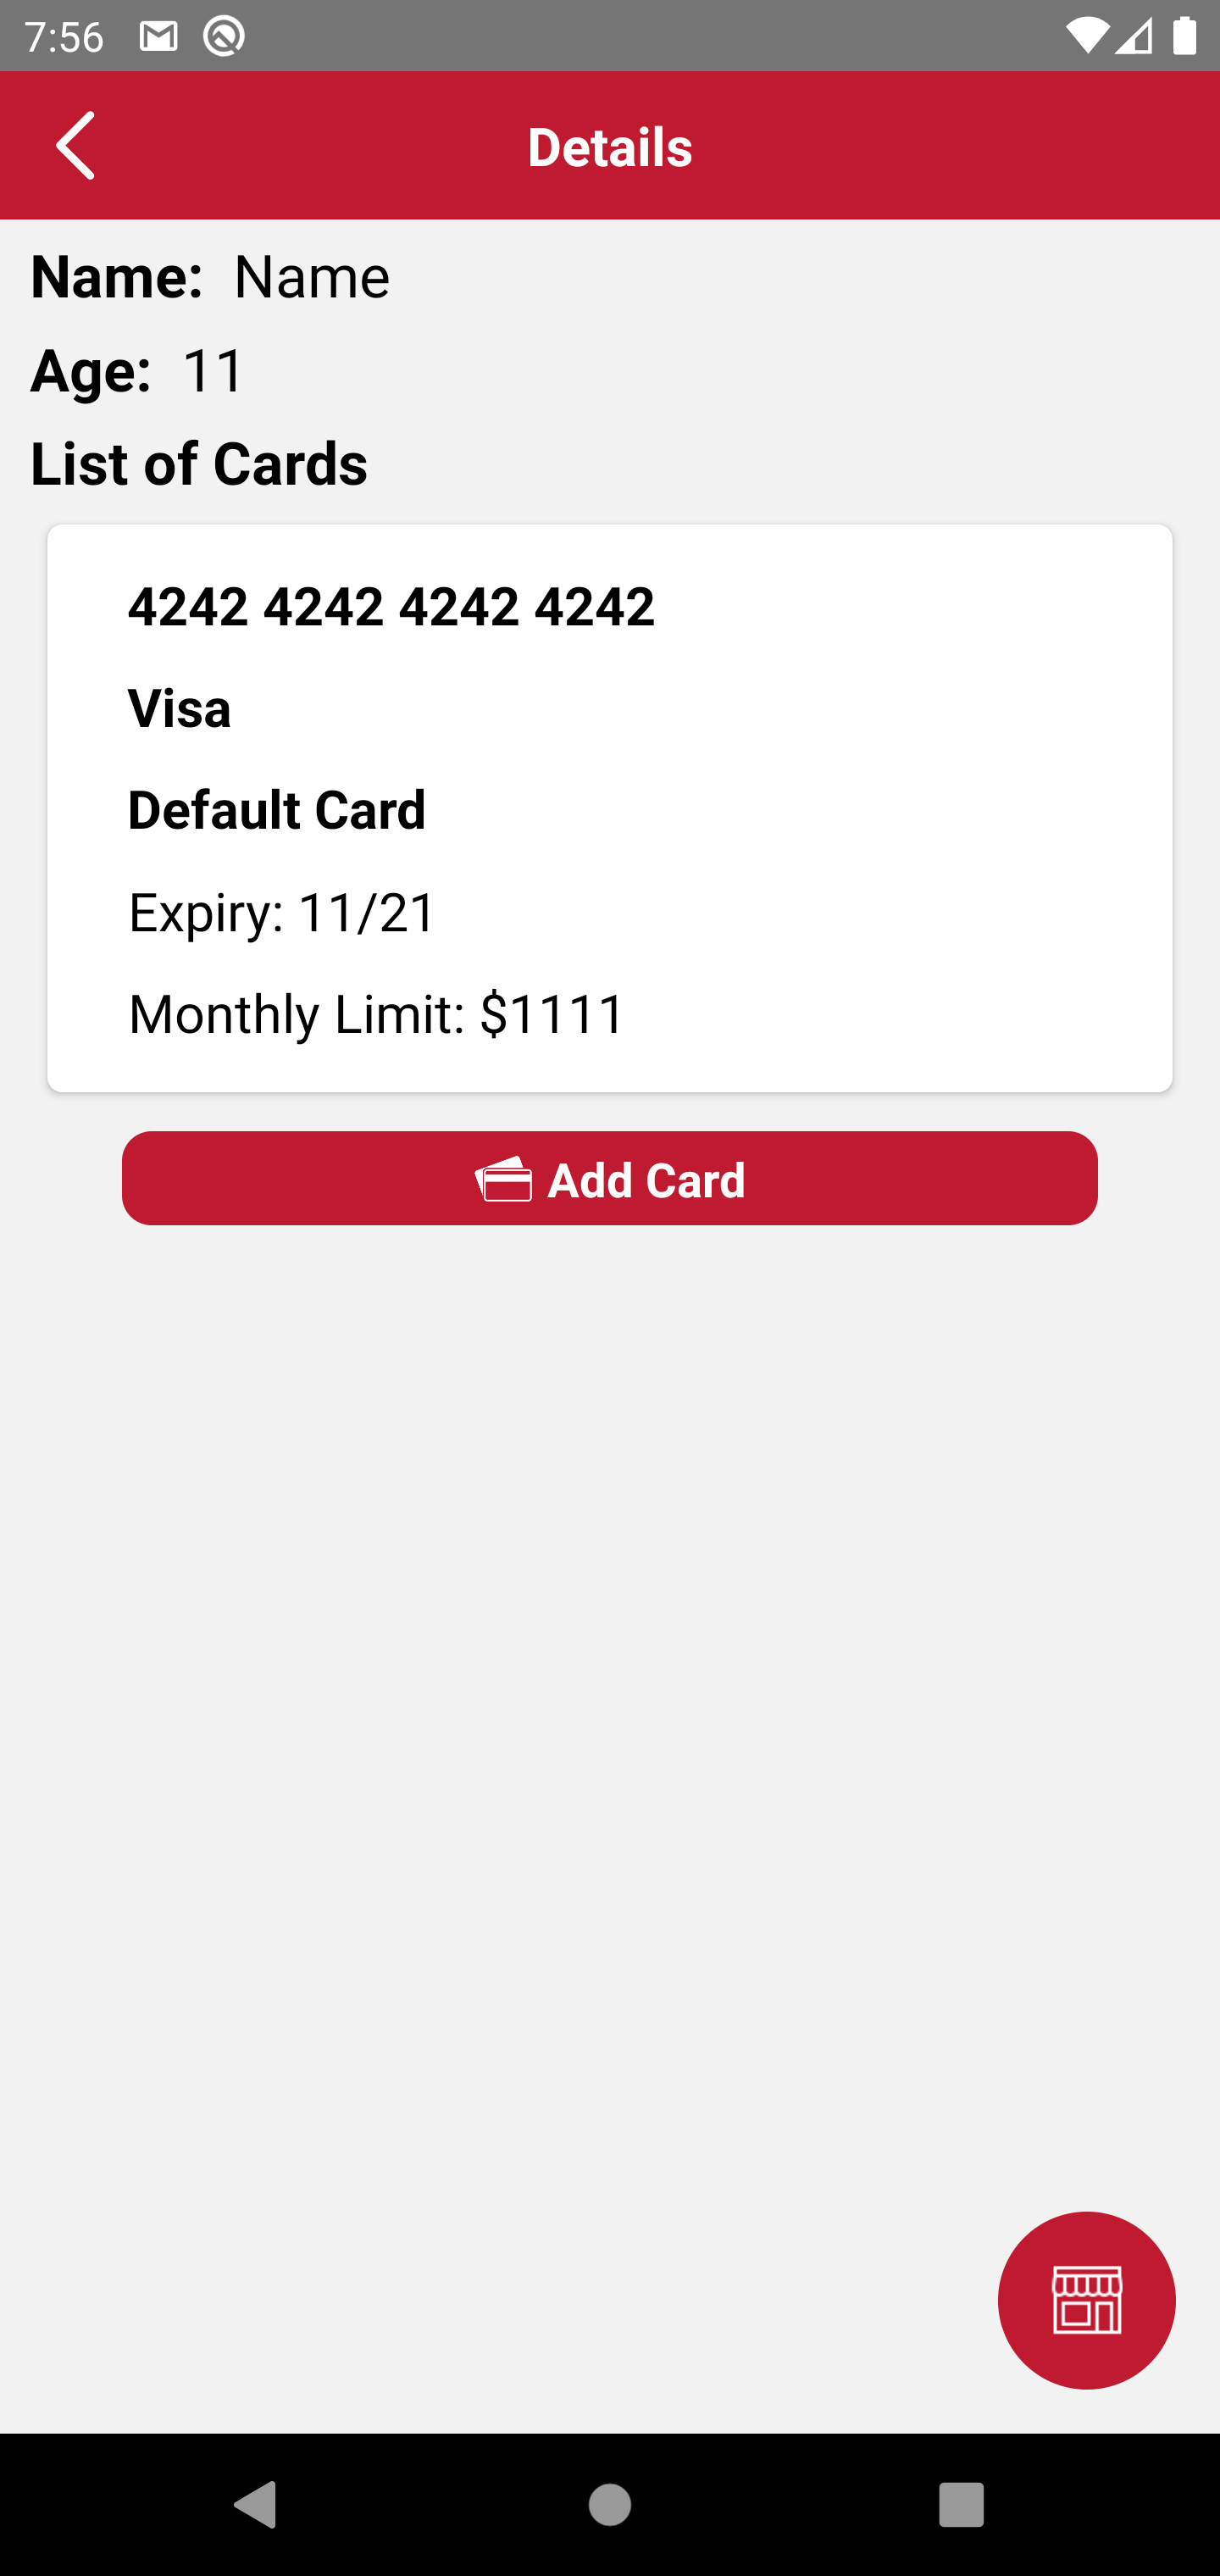 7:56
Details
Name: Name
Age: 11
List of Cards
4242 4242 4242 4242
Visa
Default Card
Expiry: 11/21
Monthly Limit: $1111
Add Card